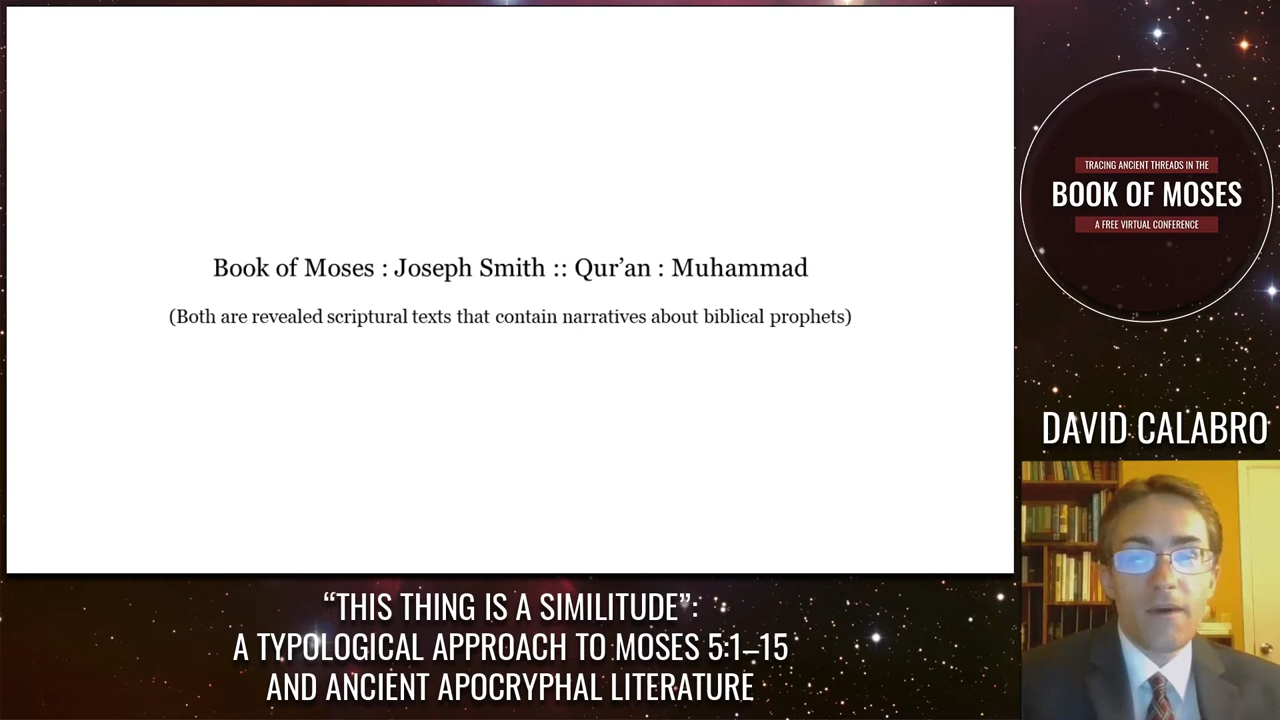 Book of Moses : Joseph Smith :: Qur’an : Muhammad
(Both are revealed scriptural texts that contain narratives about biblical prophets)
TRACING ANCIENT THREADS IN THE
BOOK OF MOSES
A FREE VIRTUAL CONFERENCE
DAVID CALABRO
“THIS THING IS A SIMILITUDE”:
A TYPOLOGICAL APPROACH TO MOSES 5:1–15
AND ANCIENT APOCRYPHAL LITERATURE